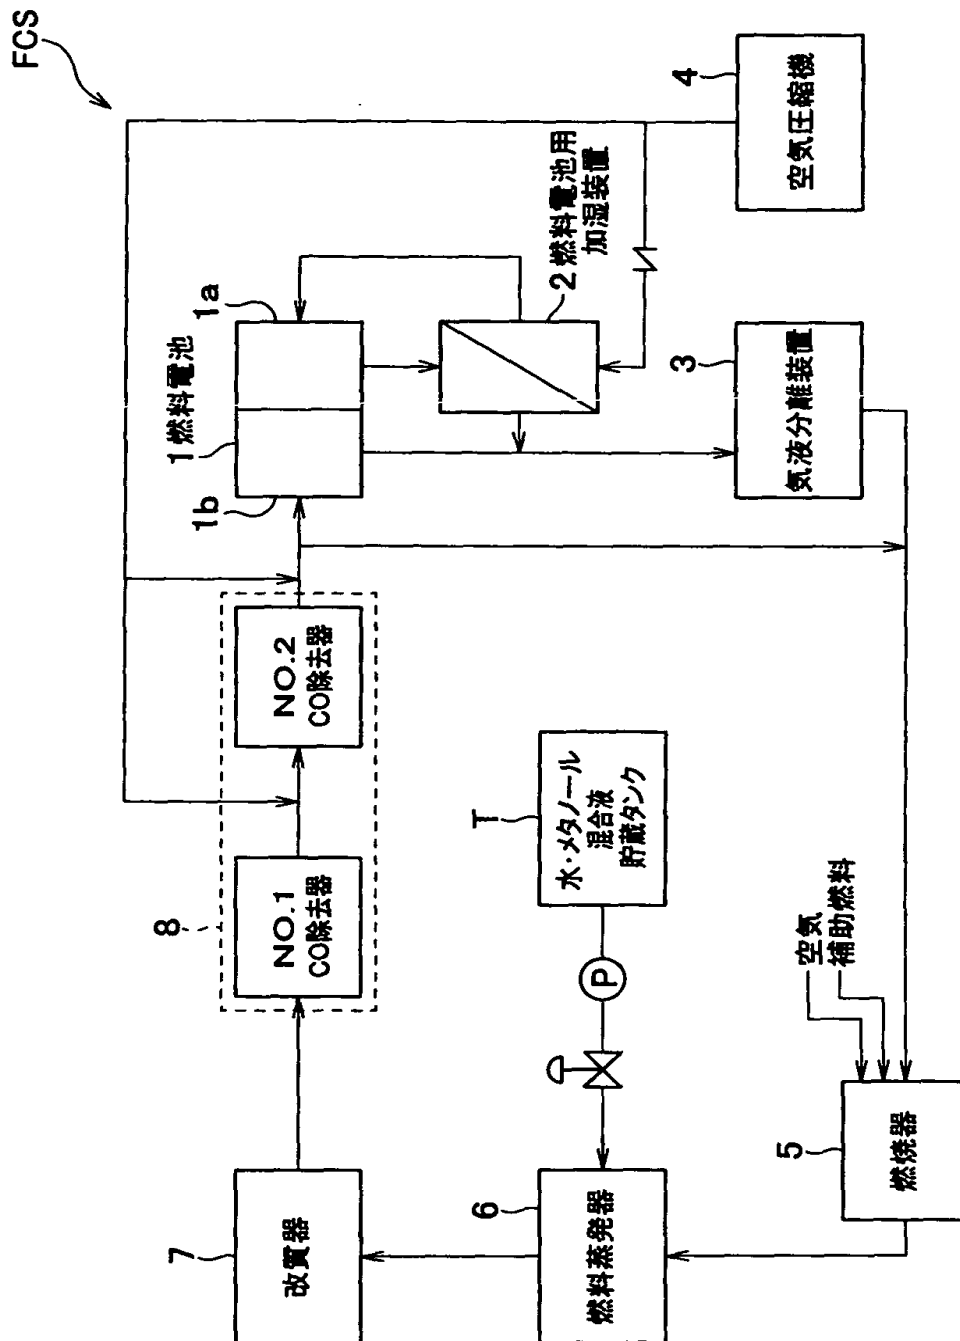 FCS
7
改質器
8
NO.1
CO除去器
NO.2
CO除去器
1b
1燃料電池
1a
2燃料電池用
加湿装置
4
空気圧縮機
3
気液分離装置
T
水・メタノール
混合液
貯蔵タンク
P
6
燃料蒸発器
5
燃焼器
空気
補助燃料